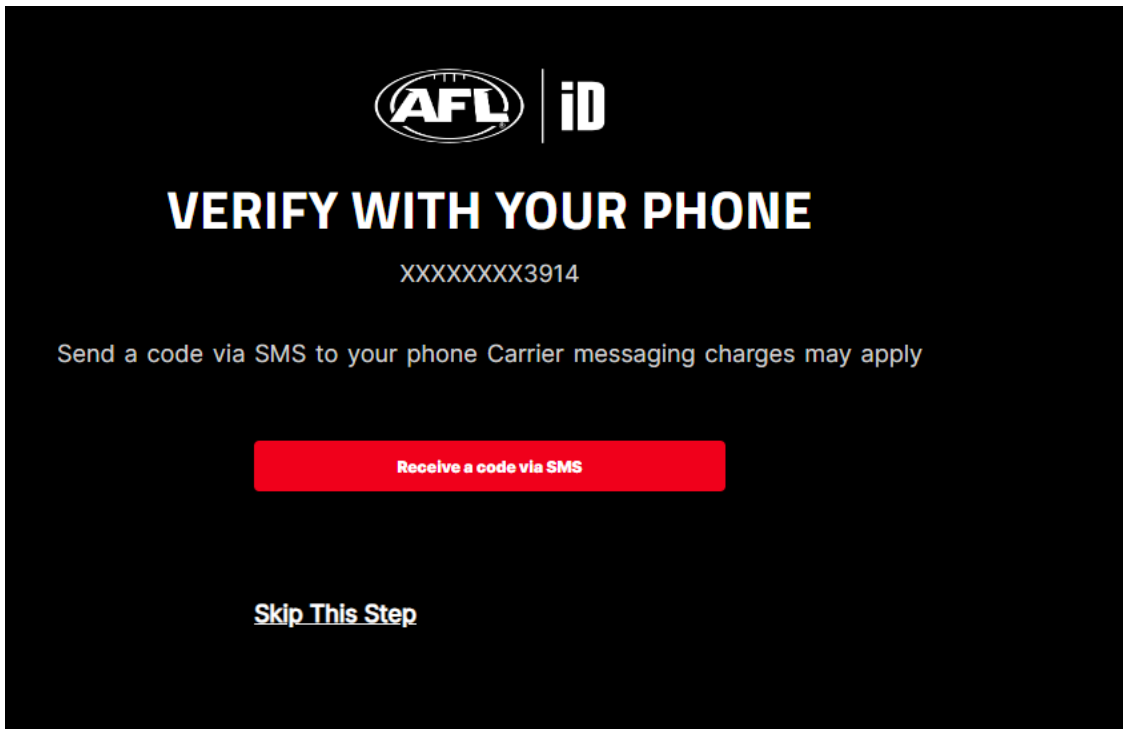 AFL iD
VERIFY WITH YOUR PHONE
XXXXXXXX3914
Send a code via SMS to your phone Carrier messaging charges may apply
Receive a code via SMS
Skip This Step